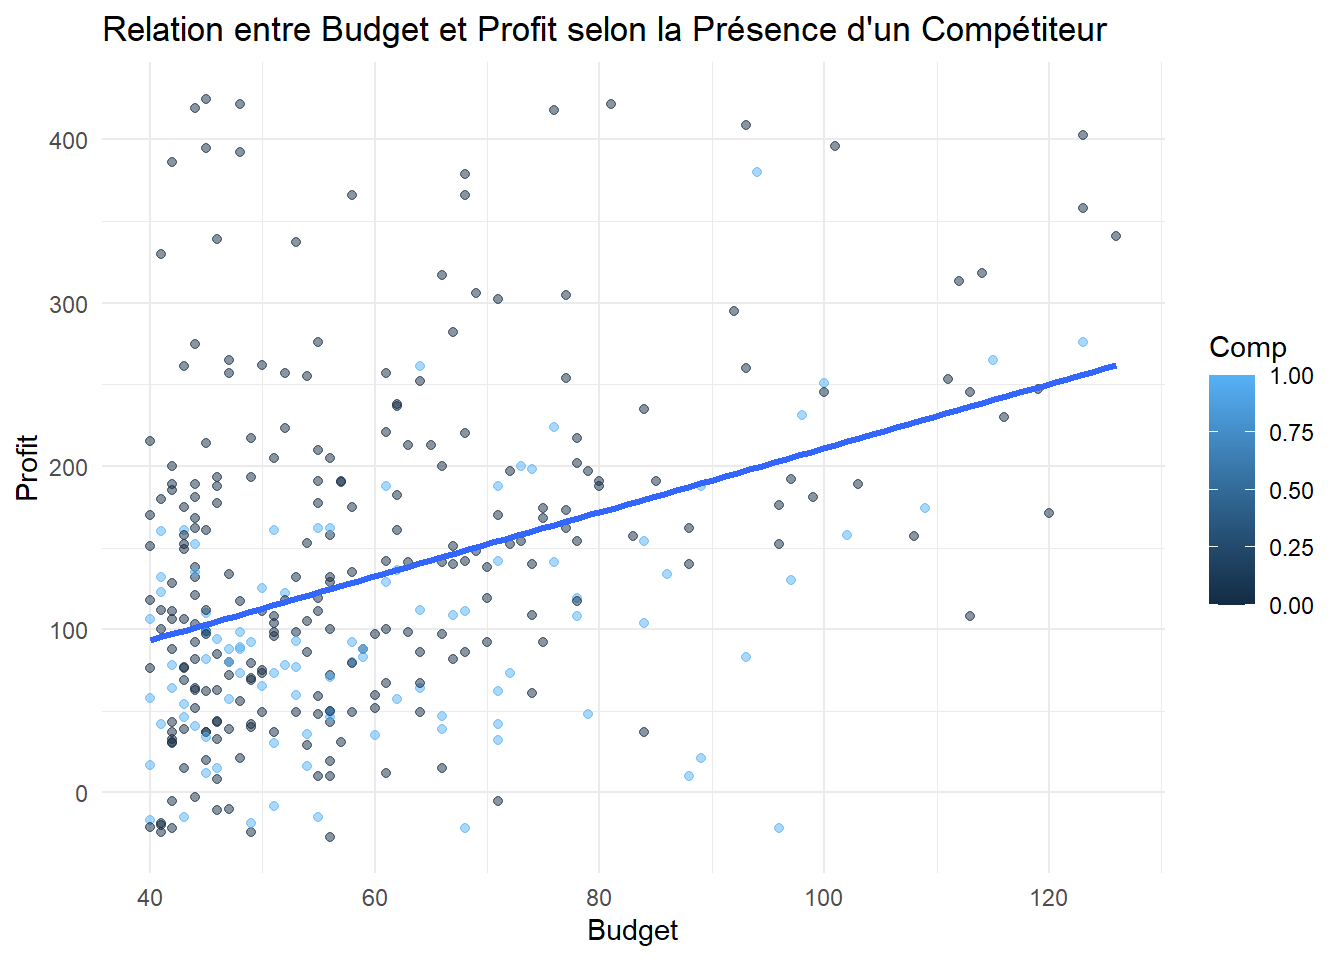 Relation entre Budget et Profit selon la Présence d'un Compétiteur
Profit
400
300
200
100
0
40 60 80 100 120
Budget
Comp
1.00
0.75
0.50
0.25
0.00